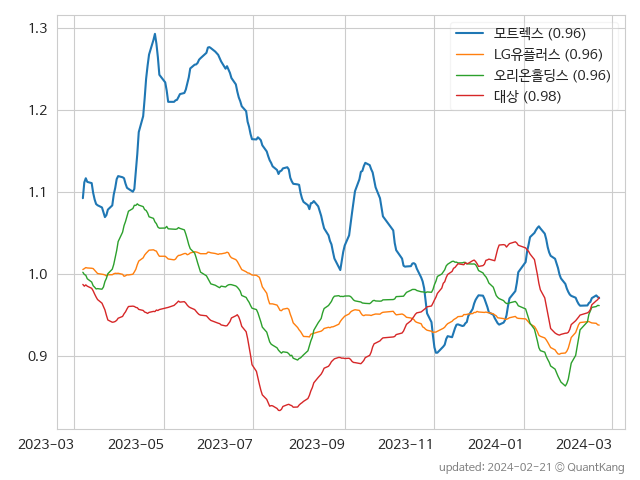 모트렉스 (0.96)
LG유플러스 (0.96)
오리온홀딩스 (0.96)
대상 (0.98)
1.3
1.2
1.1
1.0
0.9
2023-03 2023-05 2023-07 2023-09 2023-11 2024-01 2024-03
updated: 2024-02-21 © QuantKang